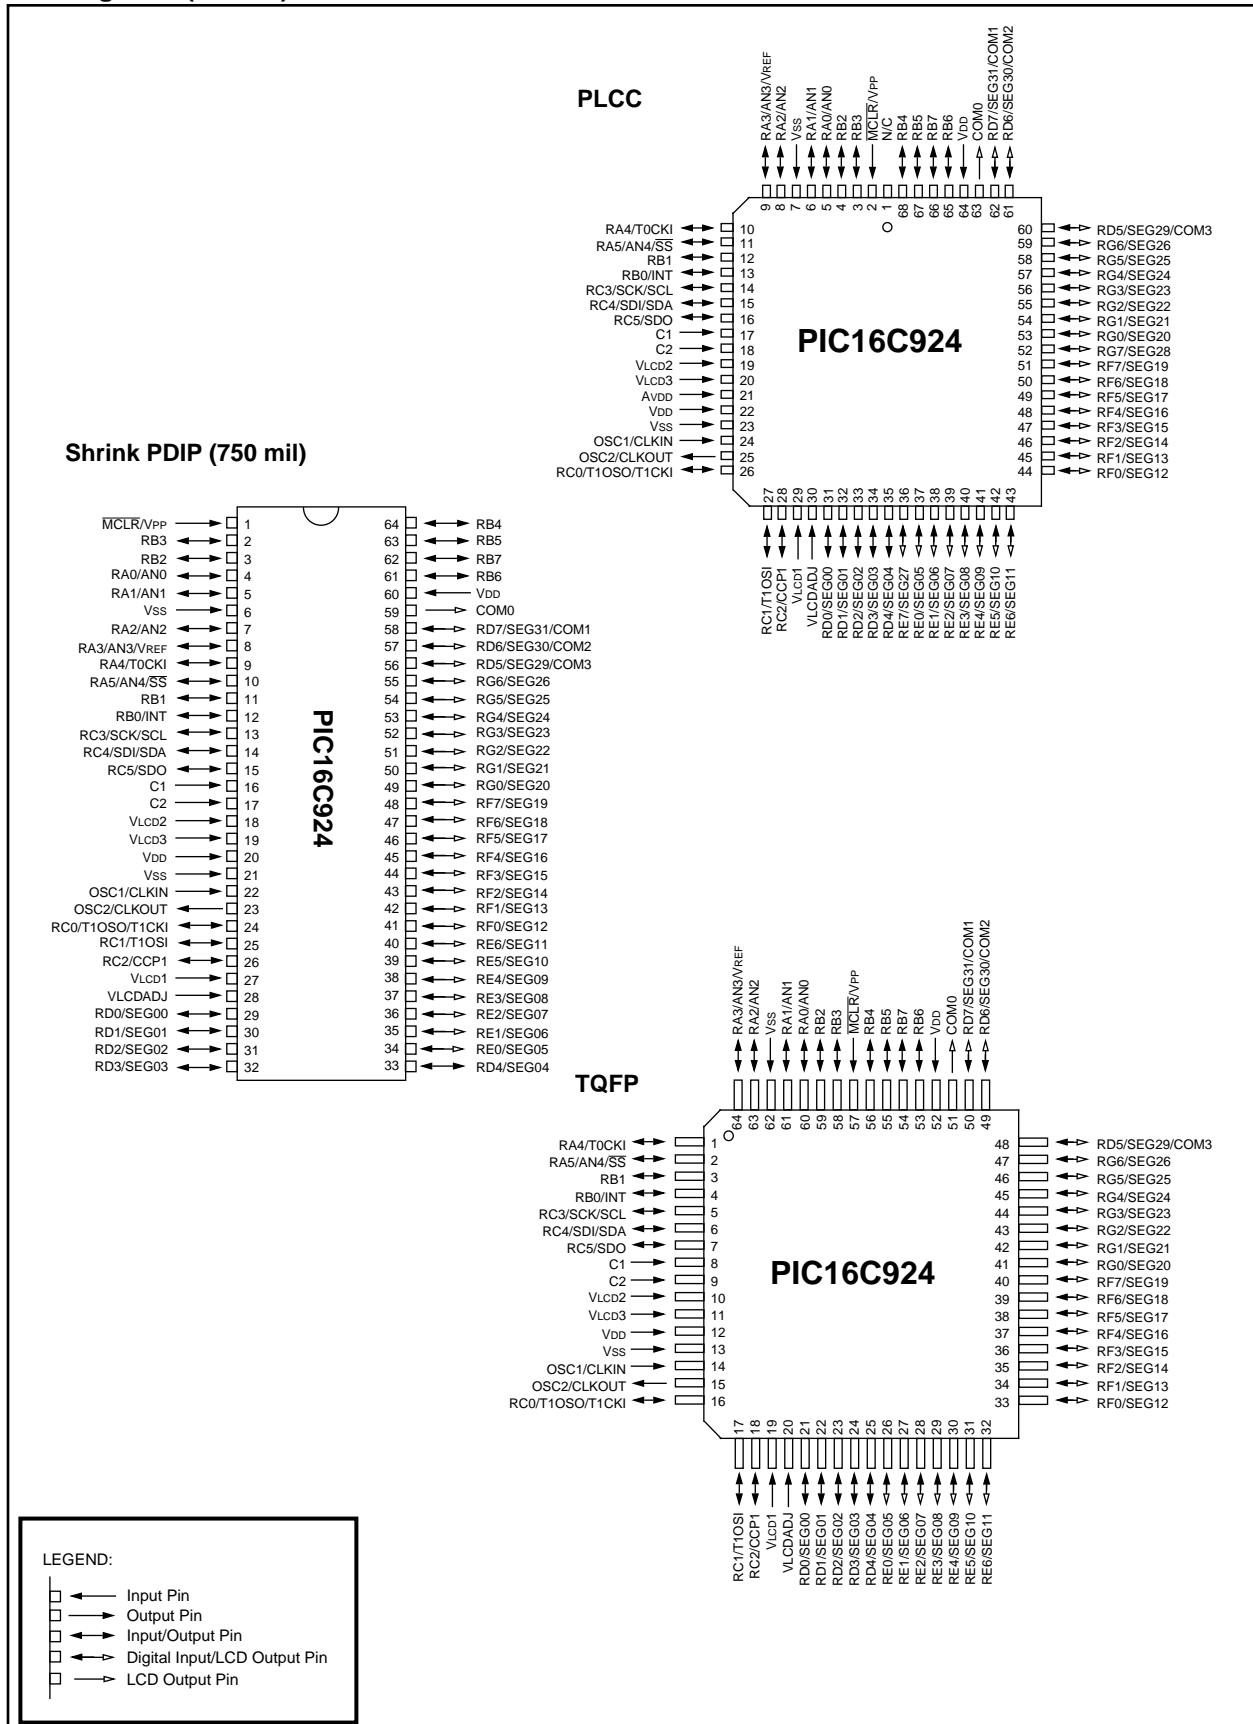 PLCC
RA3/AN3/VREF
RA2/AN2
VSS
RA1/AN1
RA0/AN0
RB2
RB3
MCLR/VPP
N/C
RB4
RB5
RB7
RB6
VDD
COM0
RD7/SEG31/COM1
RD6/SEG30/COM2
9 8 7 6 5 4 3 2 1 68 67 66 65 64 63 62 61
RA4/T0CKI 10
RA5/AN4/SS 11
RB1 12
RB0/INT 13
RC3/SCK/SCL 14
RC4/SDI/SDA 15
RC5/SDO 16
C1 17
C2 18
VLCD2 19
VLCD3 20
AVDD 21
VDD 22
VSS 23
OSC1/CLKIN 24
OSC2/CLKOUT 25
RC0/T1OSO/T1CKI 26
PIC16C924
60 RD5/SEG29/COM3
59 RG6/SEG26
58 RG5/SEG25
57 RG4/SEG24
56 RG3/SEG23
55 RG2/SEG22
54 RG1/SEG21
53 RG0/SEG20
52 RG7/SEG28
51 RF7/SEG19
50 RF6/SEG18
49 RF5/SEG17
48 RF4/SEG16
47 RF3/SEG15
46 RF2/SEG14
45 RF1/SEG13
44 RF0/SEG12
27 28 29 30 31 32 33 34 35 36 37 38 39 40 41 42 43
RC1/T1OSI
RC2/CCP1
VLCD1
VLCDADJ
RD0/SEG00
RD1/SEG01
RD2/SEG02
RD3/SEG03
RD4/SEG04
RE7/SEG27
RE0/SEG05
RE1/SEG06
RE2/SEG07
RE3/SEG08
RE4/SEG09
RE5/SEG10
RE6/SEG11
Shrink PDIP (750 mil)
MCLR/VPP 1 64 RB4
RB3 2 63 RB5
RB2 3 62 RB7
RA0/AN0 4 61 RB6
RA1/AN1 5 60 VDD
VSS 6 59 COM0
RA2/AN2 7 58 RD7/SEG31/COM1
RA3/AN3/VREF 8 57 RD6/SEG30/COM2
RA4/T0CKI 9 56 RD5/SEG29/COM3
RA5/AN4/SS 10 55 RG6/SEG26
RB1 11 54 RG5/SEG25
RB0/INT 12 53 RG4/SEG24
RC3/SCK/SCL 13 52 RG3/SEG23
RC4/SDI/SDA 14 51 RG2/SEG22
RC5/SDO 15 50 RG1/SEG21
C1 16 49 RG0/SEG20
C2 17 48 RF7/SEG19
VLCD2 18 47 RF6/SEG18
VLCD3 19 46 RF5/SEG17
VDD 20 45 RF4/SEG16
VSS 21 44 RF3/SEG15
OSC1/CLKIN 22 43 RF2/SEG14
OSC2/CLKOUT 23 42 RF1/SEG13
RC0/T1OSO/T1CKI 24 41 RF0/SEG12
RC1/T1OSI 25 40 RE6/SEG11
RC2/CCP1 26 39 RE5/SEG10
VLCD1 27 38 RE4/SEG09
VLCDADJ 28 37 RE3/SEG08
RD0/SEG00 29 36 RE2/SEG07
RD1/SEG01 30 35 RE1/SEG06
RD2/SEG02 31 34 RE0/SEG05
RD3/SEG03 32 33 RD4/SEG04
PIC16C924
TQFP
RA3/AN3/VREF
RA2/AN2
VSS
RA1/AN1
RA0/AN0
RB2
RB3
MCLR/VPP
RB4
RB5
RB7
RB6
VDD
COM0
RD7/SEG31/COM1
RD6/SEG30/COM2
64 63 62 61 60 59 58 57 56 55 54 53 52 51 50 49
RA4/T0CKI 1
RA5/AN4/SS 2
RB1 3
RB0/INT 4
RC3/SCK/SCL 5
RC4/SDI/SDA 6
RC5/SDO 7
C1 8
C2 9
VLCD2 10
VLCD3 11
VDD 12
VSS 13
OSC1/CLKIN 14
OSC2/CLKOUT 15
RC0/T1OSO/T1CKI 16
PIC16C924
48 RD5/SEG29/COM3
47 RG6/SEG26
46 RG5/SEG25
45 RG4/SEG24
44 RG3/SEG23
43 RG2/SEG22
42 RG1/SEG21
41 RG0/SEG20
40 RF7/SEG19
39 RF6/SEG18
38 RF5/SEG17
37 RF4/SEG16
36 RF3/SEG15
35 RF2/SEG14
34 RF1/SEG13
33 RF0/SEG12
17 18 19 20 21 22 23 24 25 26 27 28 29 30 31 32
RC1/T1OSI
RC2/CCP1
VLCD1
VLCDADJ
RD0/SEG00
RD1/SEG01
RD2/SEG02
RD3/SEG03
RD4/SEG04
RE0/SEG05
RE1/SEG06
RE2/SEG07
RE3/SEG08
RE4/SEG09
RE5/SEG10
RE6/SEG11
LEGEND:
Input Pin
Output Pin
Input/Output Pin
Digital Input/LCD Output Pin
LCD Output Pin